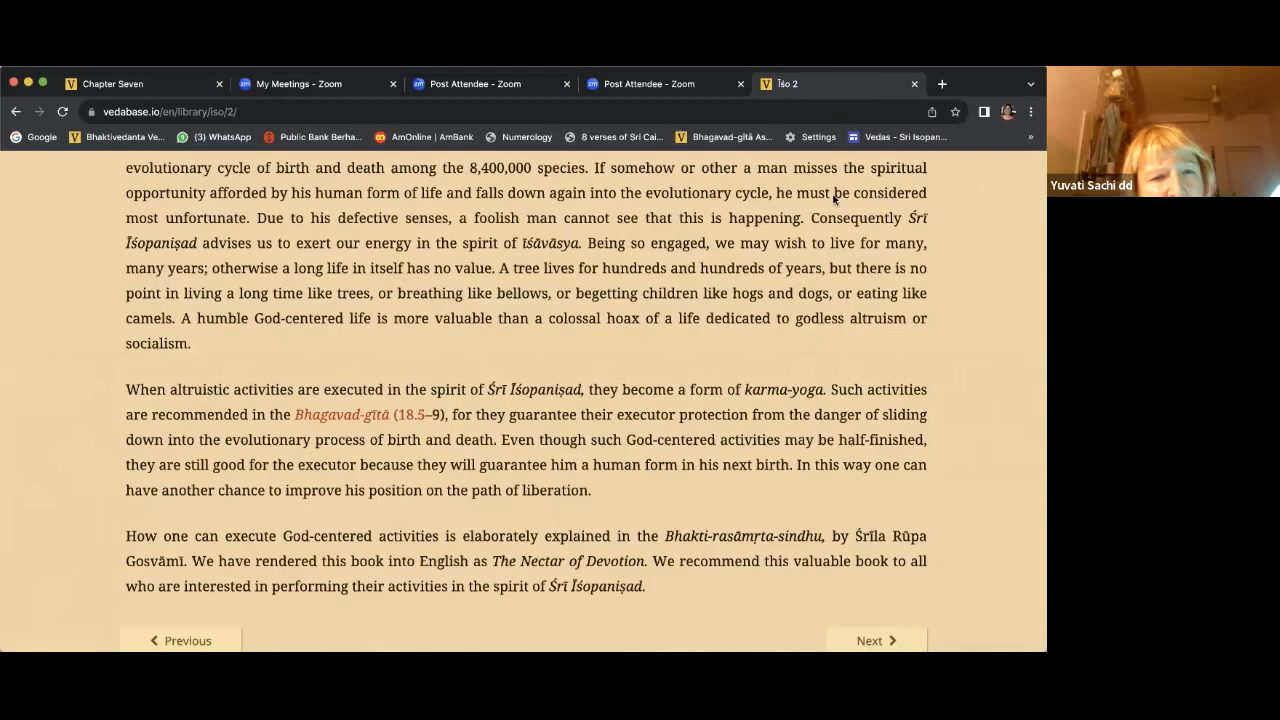 Chapter Seven
My Meetings - Zoom
Post Attendee - Zoom
Post Attendee - Zoom
Īśo 2
vedabase.io/en/library/iso/2/
Google
Bhaktivedanta Ve...
(3) WhatsApp
Public Bank Berha...
AmOnline | AmBank
Numerology
8 verses of Sri Cai...
Bhagavad-gītā As...
Settings
Vedas - Sri Isopan...
»
Yuvati Sachi dd
evolutionary cycle of birth and death among the 8,400,000 species. If somehow or other a man misses the spiritual
opportunity afforded by his human form of life and falls down again into the evolutionary cycle, he must be considered
most unfortunate. Due to his defective senses, a foolish man cannot see that this is happening. Consequently Śrī
Īśopaniṣad advises us to exert our energy in the spirit of īśāvāsya. Being so engaged, we may wish to live for many,
many years; otherwise a long life in itself has no value. A tree lives for hundreds and hundreds of years, but there is no
point in living a long time like trees, or breathing like bellows, or begetting children like hogs and dogs, or eating like
camels. A humble God-centered life is more valuable than a colossal hoax of a life dedicated to godless altruism or
socialism.
When altruistic activities are executed in the spirit of Śrī Īśopaniṣad, they become a form of karma-yoga. Such activities
are recommended in the Bhagavad-gītā (18.5–9), for they guarantee their executor protection from the danger of sliding
down into the evolutionary process of birth and death. Even though such God-centered activities may be half-finished,
they are still good for the executor because they will guarantee him a human form in his next birth. In this way one can
have another chance to improve his position on the path of liberation.
How one can execute God-centered activities is elaborately explained in the Bhakti-rasāmṛta-sindhu, by Śrīla Rūpa
Gosvāmī. We have rendered this book into English as The Nectar of Devotion. We recommend this valuable book to all
who are interested in performing their activities in the spirit of Śrī Īśopaniṣad.
Previous
Next